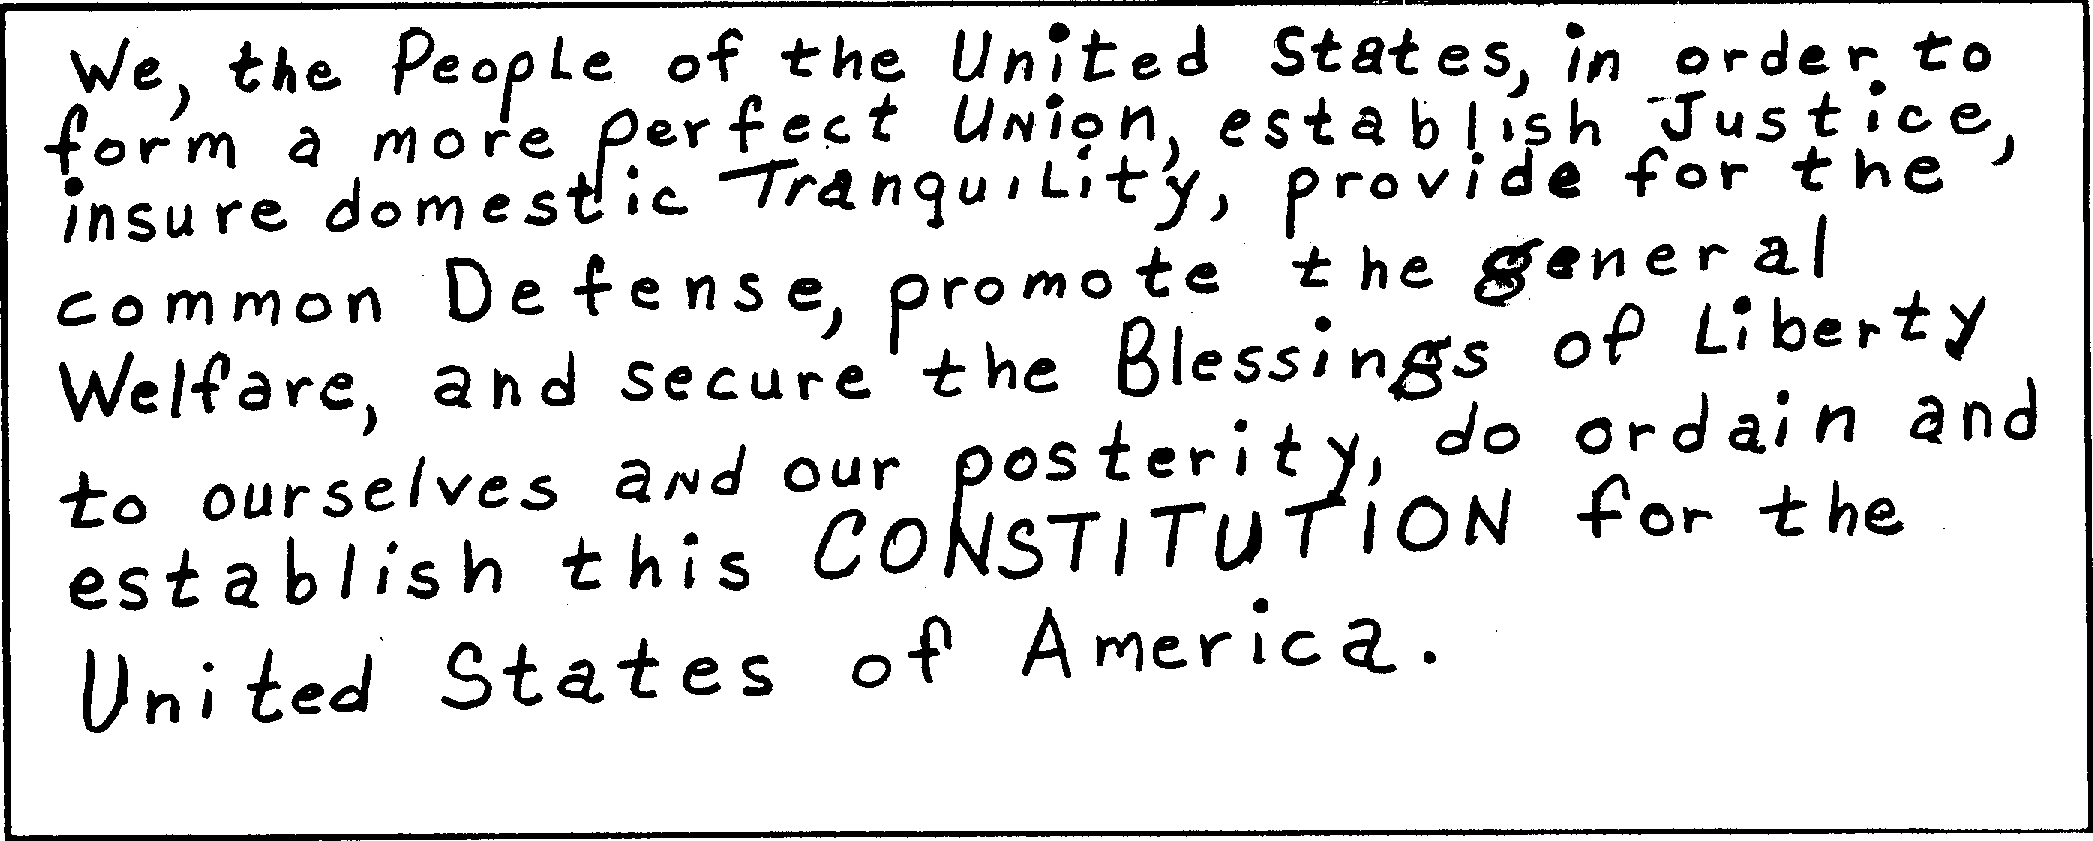 We, the People of the United States, in order to
form a more perfect Union, establish Justice,
insure domestic Tranquility, provide for the
common Defense, promote the general
Welfare, and secure the Blessings of Liberty
to ourselves and our posterity, do ordain and
establish this CONSTITUTION for the
United States of America.